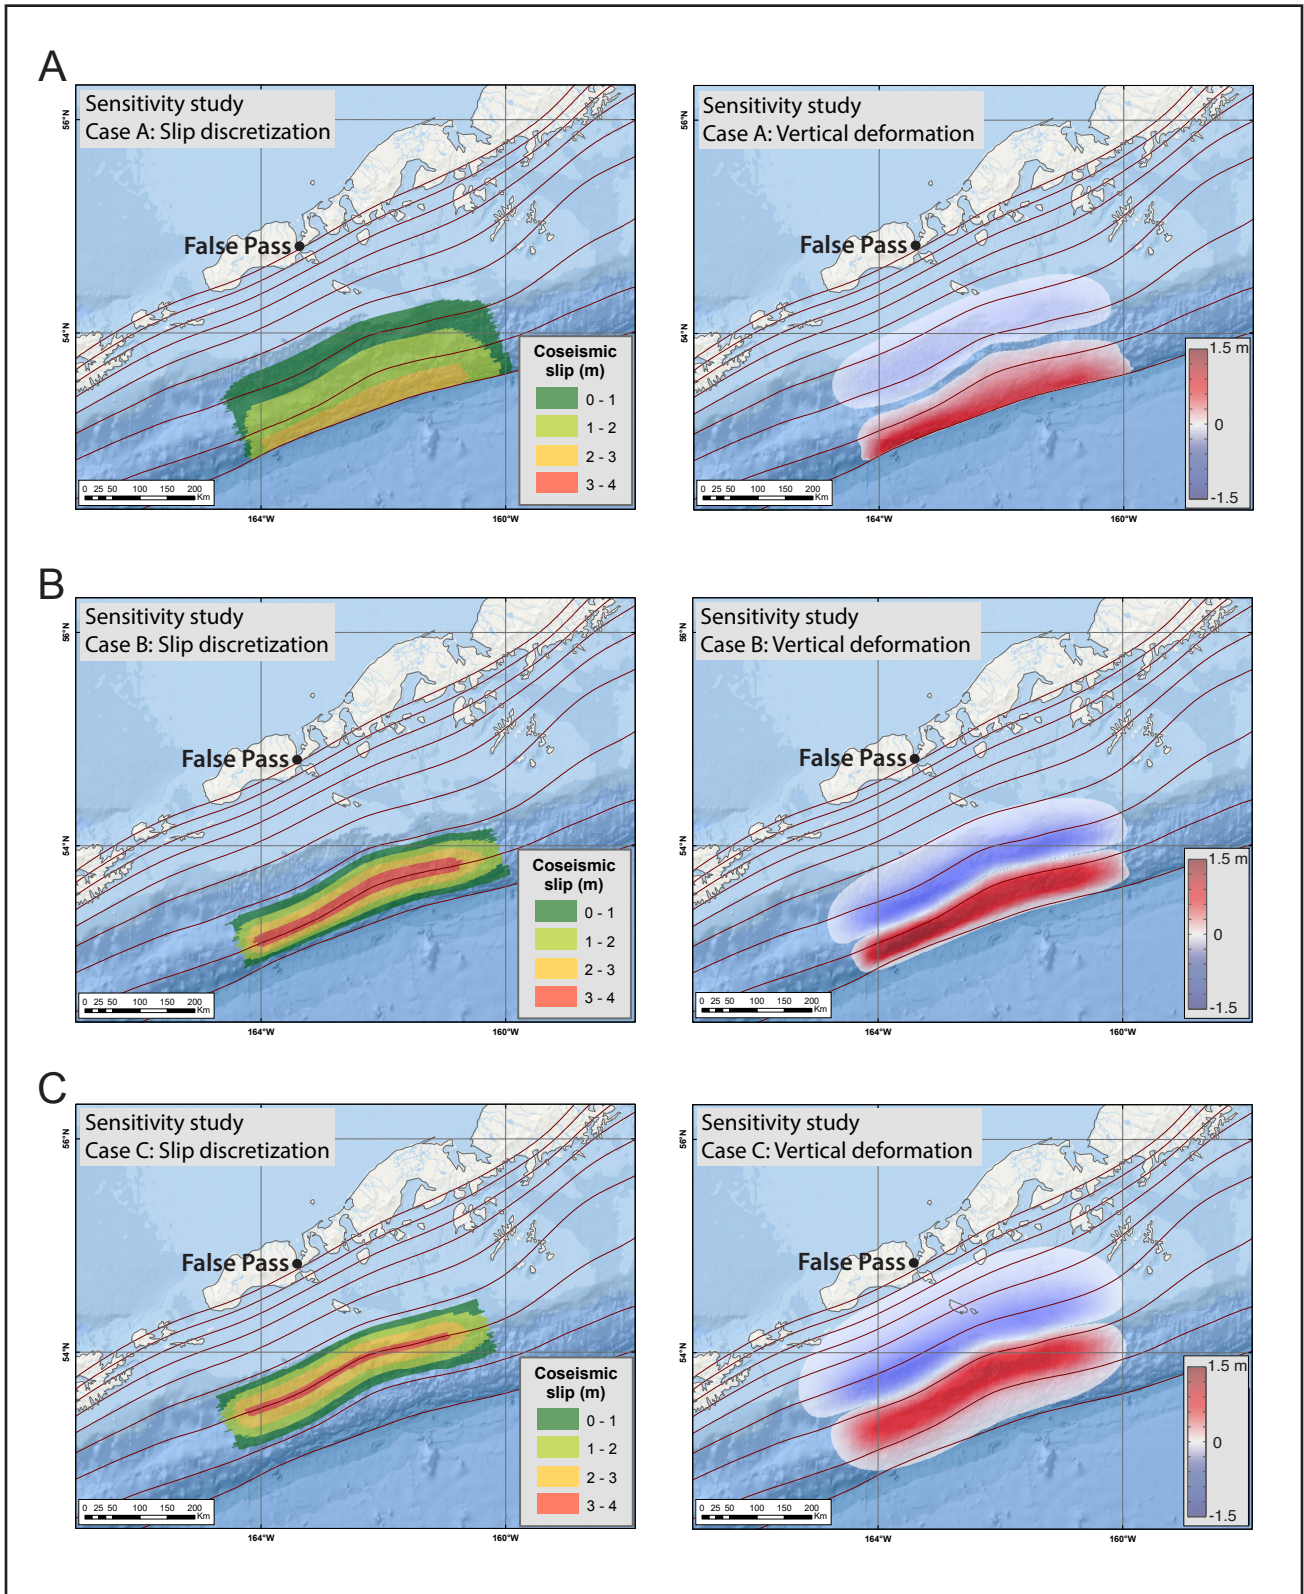 A
Sensitivity study
Case A: Slip discretization
56°N
54°N
False Pass
Coseismic
slip (m)
0 - 1
1 - 2
2 - 3
3 - 4
0 25 50 100 150 200
Km
164°W
160°W
Sensitivity study
Case A: Vertical deformation
56°N
54°N
False Pass
1.5 m
0
-1.5
0 25 50 100 150 200
Km
164°W
160°W
B
Sensitivity study
Case B: Slip discretization
56°N
54°N
False Pass
Coseismic
slip (m)
0 - 1
1 - 2
2 - 3
3 - 4
0 25 50 100 150 200
Km
164°W
160°W
Sensitivity study
Case B: Vertical deformation
56°N
54°N
False Pass
1.5 m
0
-1.5
0 25 50 100 150 200
Km
164°W
160°W
C
Sensitivity study
Case C: Slip discretization
56°N
54°N
False Pass
Coseismic
slip (m)
0 - 1
1 - 2
2 - 3
3 - 4
0 25 50 100 150 200
Km
164°W
160°W
Sensitivity study
Case C: Vertical deformation
56°N
54°N
False Pass
1.5 m
0
-1.5
0 25 50 100 150 200
Km
164°W
160°W